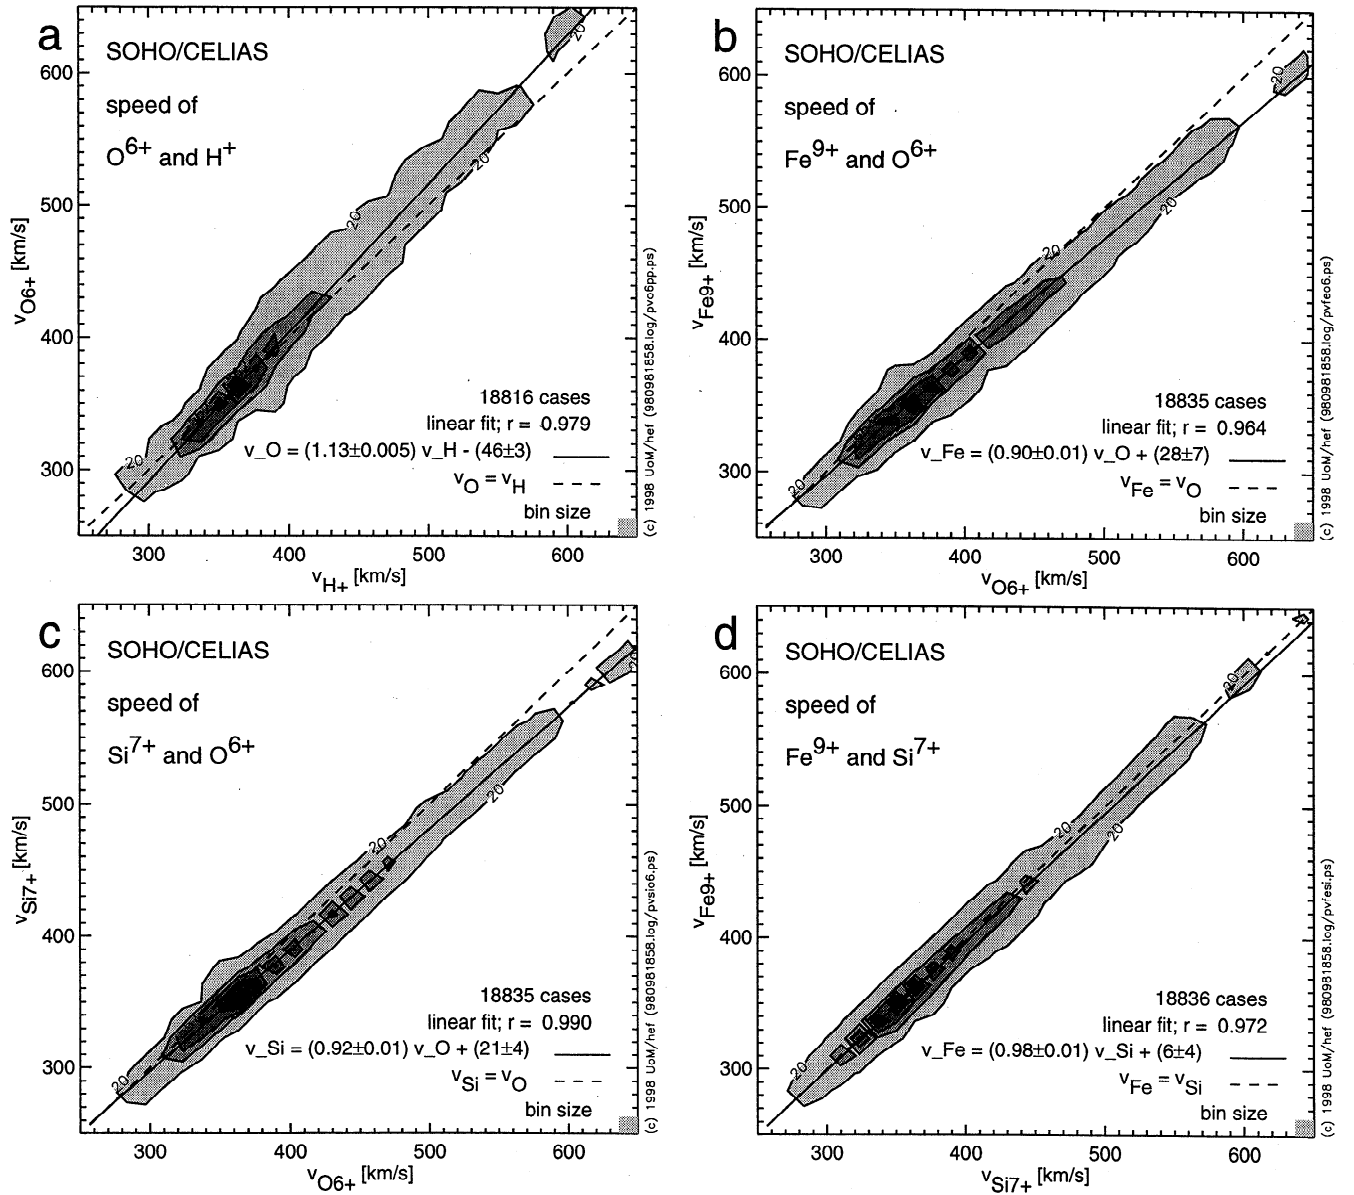 a
SOHO/CELIAS
speed of
O6+ and H+
600
500
400
300
vO6+ [km/s]
20
20
20
20
18816 cases
linear fit; r = 0.979
v_O = (1.13±0.005) v_H - (46±3)
vO = vH
bin size
300 400 500 600
vH+ [km/s]
(c) 1998 UoM/hef (980981858.log/pvo6pp.ps)
b
SOHO/CELIAS
speed of
Fe9+ and O6+
600
500
400
300
vFe9+ [km/s]
20
20
20
20
18835 cases
linear fit; r = 0.964
v_Fe = (0.90±0.01) v_O + (28±7)
vFe = vO
bin size
300 400 500 600
vO6+ [km/s]
(c) 1998 UoM/hef (980981858.log/pvfeo6.ps)
c
SOHO/CELIAS
speed of
Si7+ and O6+
600
500
400
300
vSi7+ [km/s]
20
20
20
20
18835 cases
linear fit; r = 0.990
v_Si = (0.92±0.01) v_O + (21±4)
vSi = vO
bin size
300 400 500 600
vO6+ [km/s]
(c) 1998 UoM/hef (980981858.log/pvsio6.ps)
d
SOHO/CELIAS
speed of
Fe9+ and Si7+
600
500
400
300
vFe9+ [km/s]
20
20
20
20
18836 cases
linear fit; r = 0.972
v_Fe = (0.98±0.01) v_Si + (6±4)
vFe = vSi
bin size
300 400 500 600
vSi7+ [km/s]
(c) 1998 UoM/hef